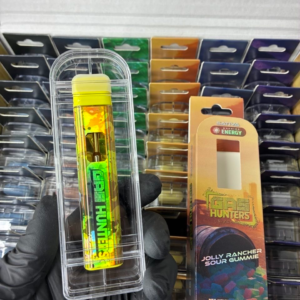 GAS HUNTERS
ENERGY
GAS
HUNTERS
JOLLY RANCHER
SOUR GUMMIE